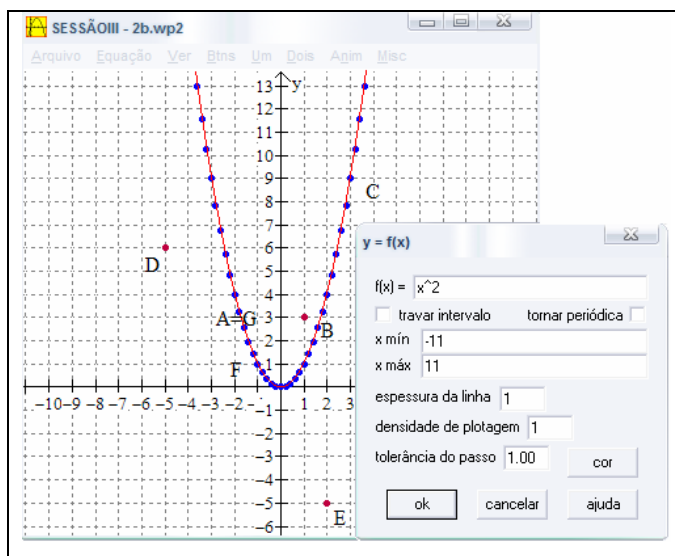 SESSÃOIII - 2b.wp2
Arquivo Equação Ver Btns Um Dois Anim Misc
y
13
12
11
10
9
8
7
6
5
4
3
2
1
−10 −9 −8 −7 −6 −5 −4 −3 −2 1 2 3
−1
−2
−3
−4
−5
−6
C
D
A=G
B
F
E
y = f(x)
f(x) = x^2
travar intervalo tornar periódica
x mín -11
x máx 11
espessura da linha 1
densidade de plotagem 1
tolerância do passo 1.00 cor
ok cancelar ajuda